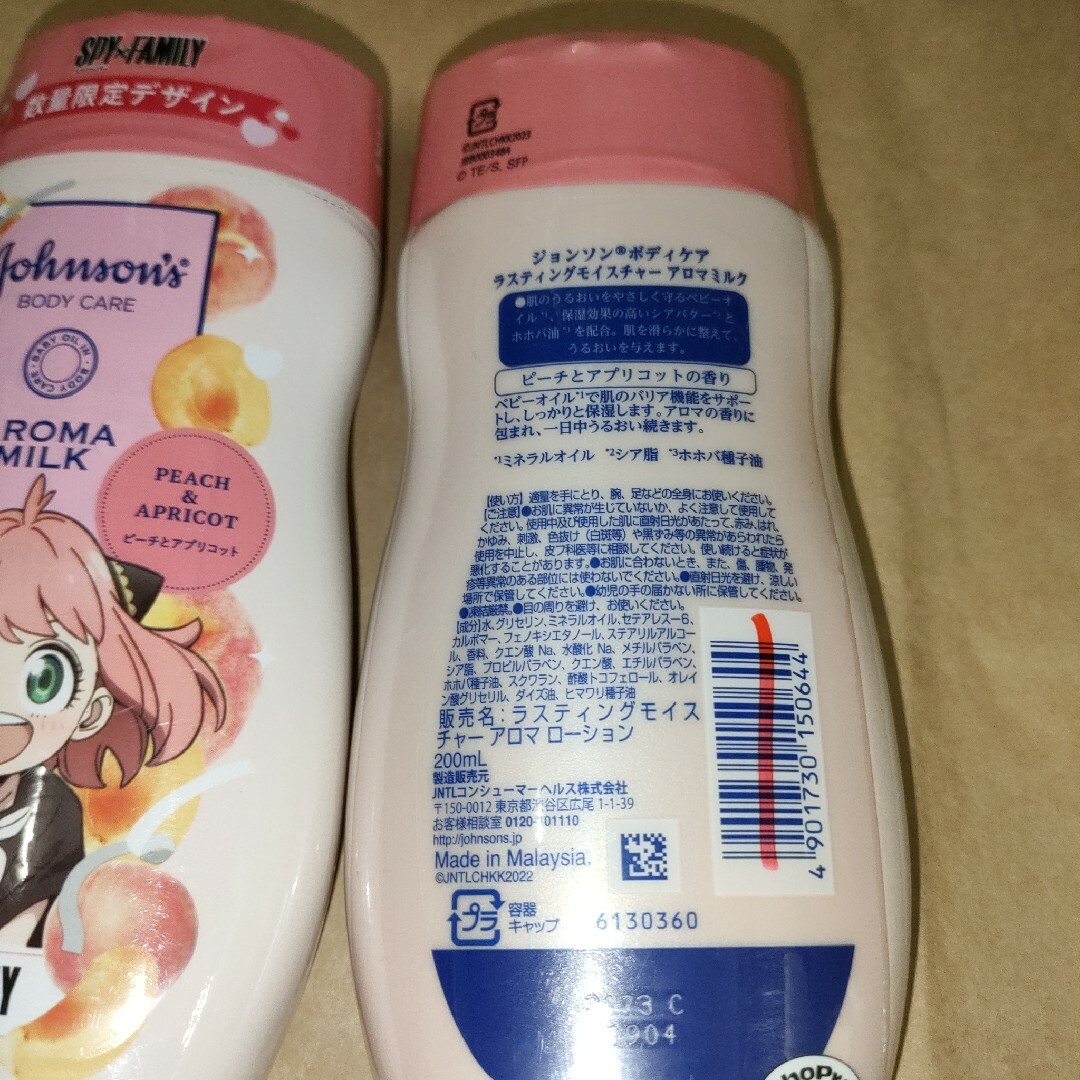 SPY×FAMILY
数量限定デザイン
Johnson's®
BODY CARE
BABY OIL IN • BODY CARE •
AROMA
MILK
PEACH
&
APRICOT
ピーチとアプリコット
Y
©JNTLCHKK2003
© TE/S. SFP
ジョンソン®ボディケア
ラスティングモイスチャー アロマミルク
●肌のうるおいをやさしく守るベビーオ
イル*1、保湿効果の高いシアバター*2と
ホホバ油*3を配合。肌を滑らかに整えて、
うるおいを与えます。
ピーチとアプリコットの香り
ベビーオイル*1で肌のバリア機能をサポー
トし、しっかりと保湿します。アロマの香りに
包まれ、一日中うるおい続きます。
*1ミネラルオイル *2シア脂 *3ホホバ種子油
【使い方】適量を手にとり、腕、足などの全身にお使いください。
【ご注意】●お肌に異常が生じていないか、よく注意して使用して
ください。使用中及び使用した肌に直射日光があたって、赤み、はれ、
かゆみ、刺激、色抜け（白斑等）や黒ずみ等の異常があらわれたら
使用を中止し、皮フ科医等に相談してください。使い続けると症状が
悪化することがあります。●お肌に合わないとき、また、傷、腫物、発
疹等異常のある部位には使わないでください。●直射日光を避け、涼しい
場所で保管してください。●幼児の手の届かない所に保管してください。
●凍結厳禁。●目の周りを避け、お使いください。
【成分】水、グリセリン、ミネラルオイル、セテアレス－6、
カルボマー、フェノキシエタノール、ステアリルアルコー
ル、香料、クエン酸 Na、水酸化 Na、メチルパラベン、
シア脂、プロピルパラベン、クエン酸、エチルパラベン、
ホホバ種子油、スクワラン、酢酸トコフェロール、オレイ
ン酸グリセリル、ダイズ油、ヒマワリ種子油
販売名：ラスティングモイス
チャー アロマ ローション
200mL
製造販売元
JNTLコンシューマーヘルス株式会社
〒150-0012 東京都渋谷区広尾 1-1-39
お客様相談室 0120-101110
http://johnsons.jp
Made in Malaysia.
©JNTLCHKK2022
プラ
容器
キャップ
6130360
4 901730 150644
73 C
904